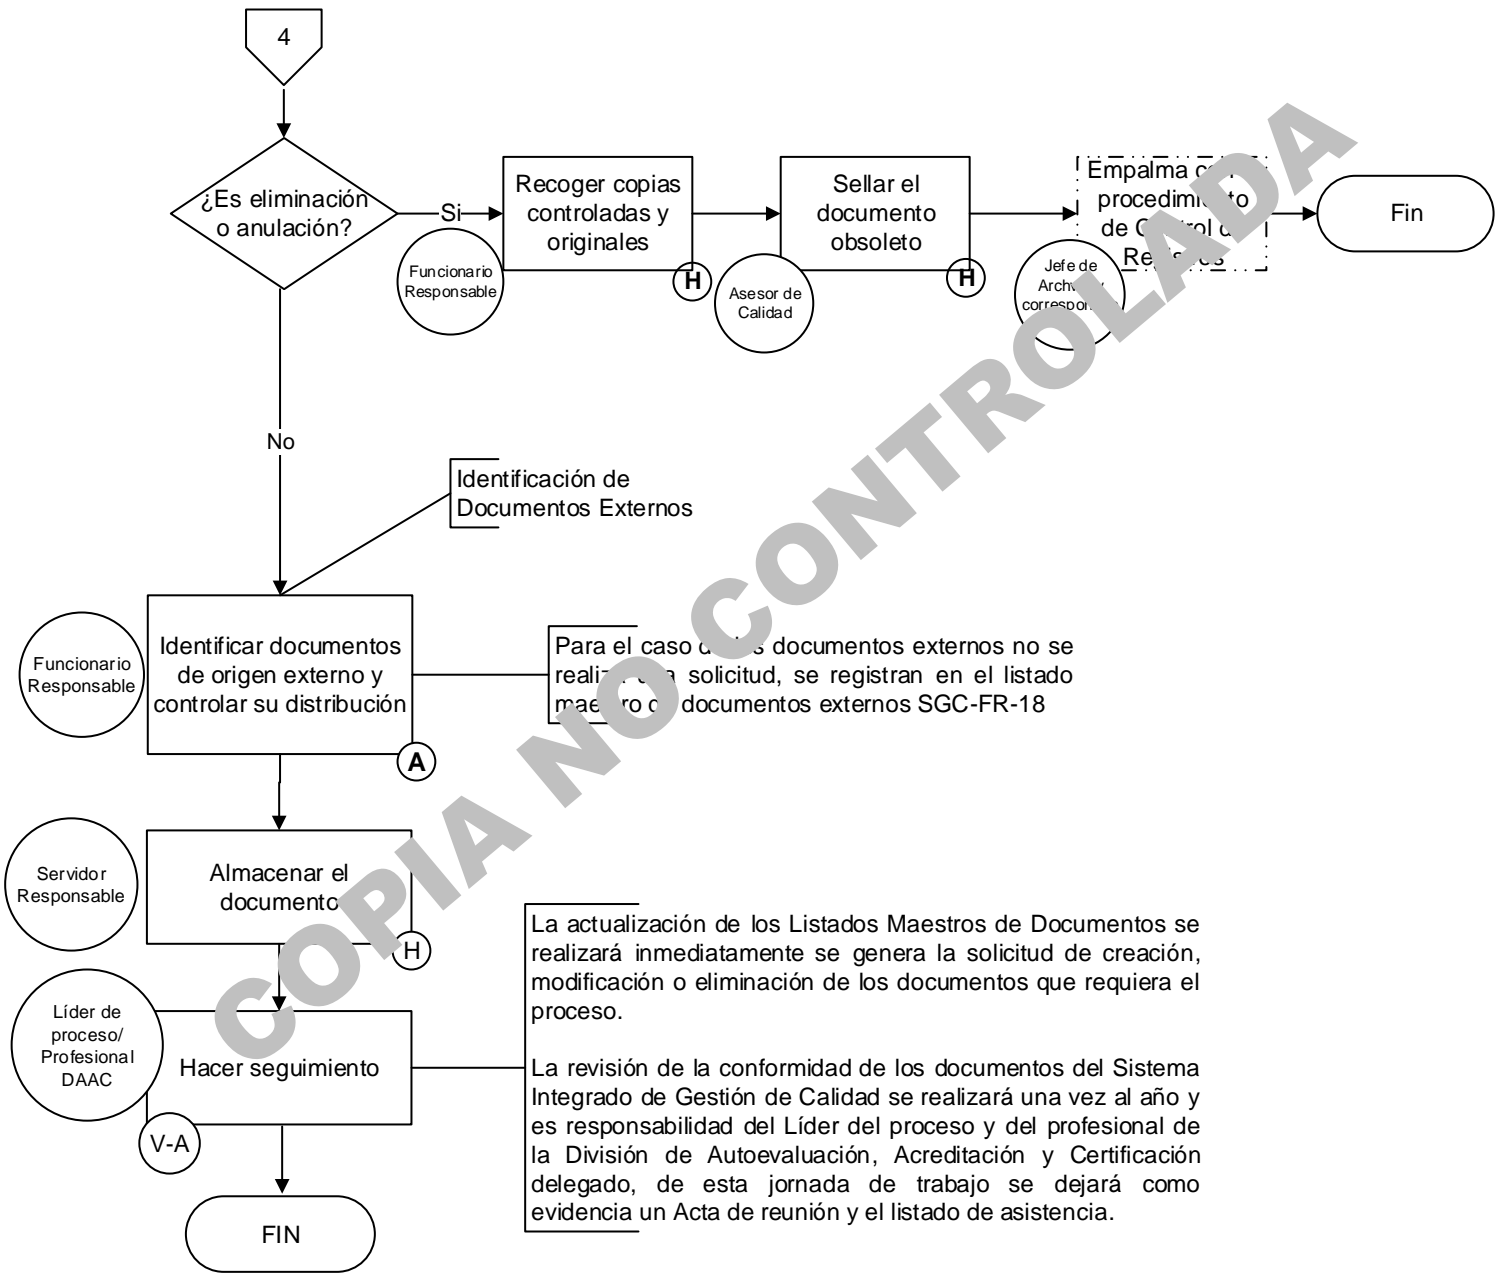 4
¿Es eliminación
o anulación?
Si
Funcionario
Responsable
Recoger copias
controladas y
originales
H
Asesor de
Calidad
Sellar el
documento
obsoleto
H
Jefe de
Empalma
procedimiento
de Control
Fin
No
Identificación de
Documentos Externos
Funcionario
Responsable
Identificar documentos
de origen externo y
controlar su distribución
A
Para el caso documentos externos no se
solicitud, se registran en el listado
documentos externos SGC-FR-18
Servidor
Responsable
Almacenar el
documento
H
Líder de
proceso/
Profesional
DAAC
Hacer seguimiento
V-A
La actualización de los Listados Maestros de Documentos se
realizará inmediatamente se genera la solicitud de creación,
modificación o eliminación de los documentos que requiera el
proceso.
La revisión de la conformidad de los documentos del Sistema
Integrado de Gestión de Calidad se realizará una vez al año y
es responsabilidad del Líder del proceso y del profesional de
la División de Autoevaluación, Acreditación y Certificación
delegado, de esta jornada de trabajo se dejará como
evidencia un Acta de reunión y el listado de asistencia.
FIN
COPIA NO CONTROLADA